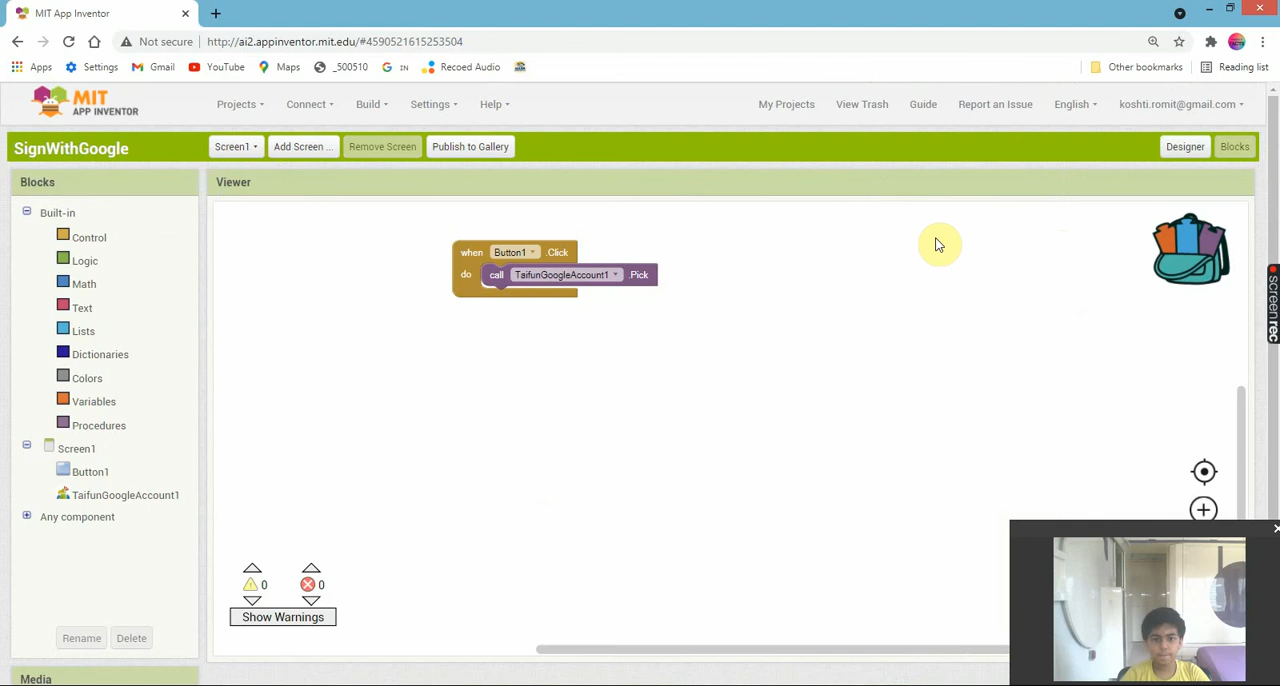 MIT App Inventor
Not secure http://ai2.appinventor.mit.edu/#4590521615253504
Apps Settings Gmail YouTube Maps _500510 IN Recoed Audio Other bookmarks Reading list
MIT APP INVENTOR Projects Connect Build Settings Help My Projects View Trash Guide Report an Issue English koshti.romit@gmail.com
SignWithGoogle Screen1 Add Screen ... Remove Screen Publish to Gallery Designer Blocks
Blocks
Viewer
Built-in
Control
Logic
Math
Text
Lists
Dictionaries
Colors
Variables
Procedures
Screen1
Button1
TaifunGoogleAccount1
Any component
Rename Delete
Media
when Button1 .Click
do call TaifunGoogleAccount1 .Pick
0 0
Show Warnings
screenrec